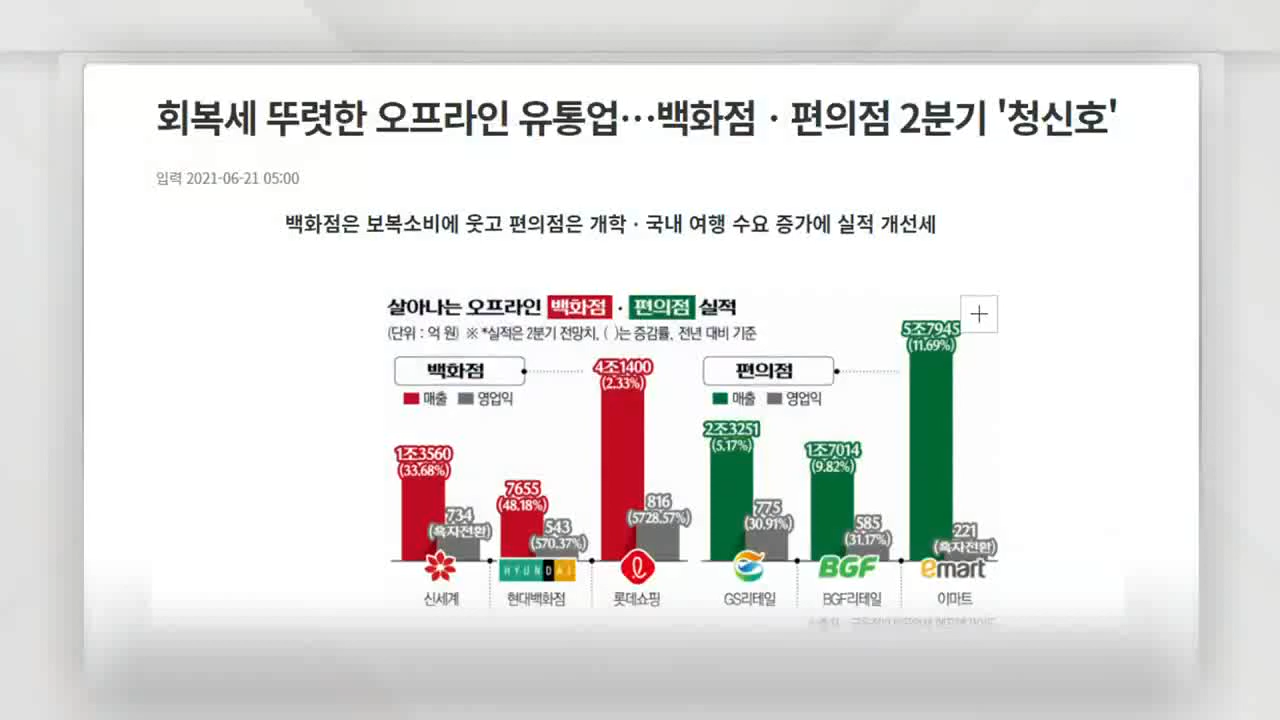 회복세 뚜렷한 오프라인 유통업…백화점·편의점 2분기 '청신호'
입력 2021-06-21 05:00
백화점은 보복소비에 웃고 편의점은 개학·국내 여행 수요 증가에 실적 개선세
살아나는 오프라인 백화점·편의점 실적
(단위 : 억 원) ※ *실적은 2분기 전망치, ( )는 증감률, 전년 대비 기준
백화점
매출 영업익
1조3560
(33.68%)
734
(흑자전환)
7655
(48.18%)
543
(570.37%)
4조1400
(2.33%)
816
(5728.57%)
HYUNDAI
신세계 현대백화점 롯데쇼핑
편의점
매출 영업익
2조3251
(5.17%)
775
(30.91%)
1조7014
(9.82%)
585
(31.17%)
5조7945
(11.69%)
221
(흑자전환)
BGF emart
GS리테일 BGF리테일 이마트